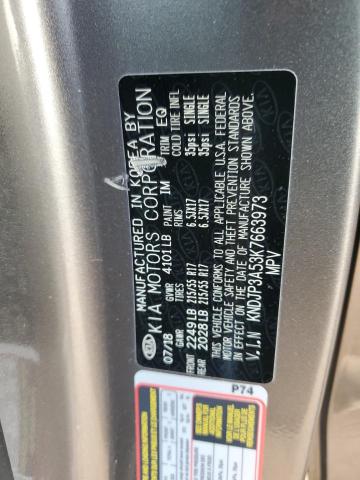 MANUFACTURED IN KOREA BY
KIA MOTORS CORPORATION
07/18 GVWR 4101LB PAINT 1M TRIM EQ
GAWR TYRE RIMS COLD TIRE INFL
FRONT 2249LB 215/55 R17 6.5JX17 35psi SINGLE
REAR 2028LB 215/55 R17 6.5JX17 35psi SINGLE
THIS VEHICLE CONFORMS TO ALL APPLICABLE U.S.A. FEDERAL
MOTOR VEHICLE SAFETY AND THEFT PREVENTION STANDARDS
IN EFFECT ON THE DATE OF MANUFACTURE SHOWN ABOVE.
V.I.N KNDJP3A53K7663973
MPV
P74